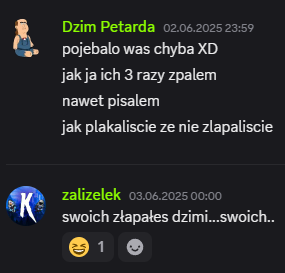 Dzim Petarda 02.06.2025 23:59
pojebalo was chyba XD
jak ja ich 3 razy zpalem
nawet pisalem
jak plakaliscie ze nie zlapaliscie
zalizelek 03.06.2025 00:00
swoich złapałes dzimi...swoich..
1